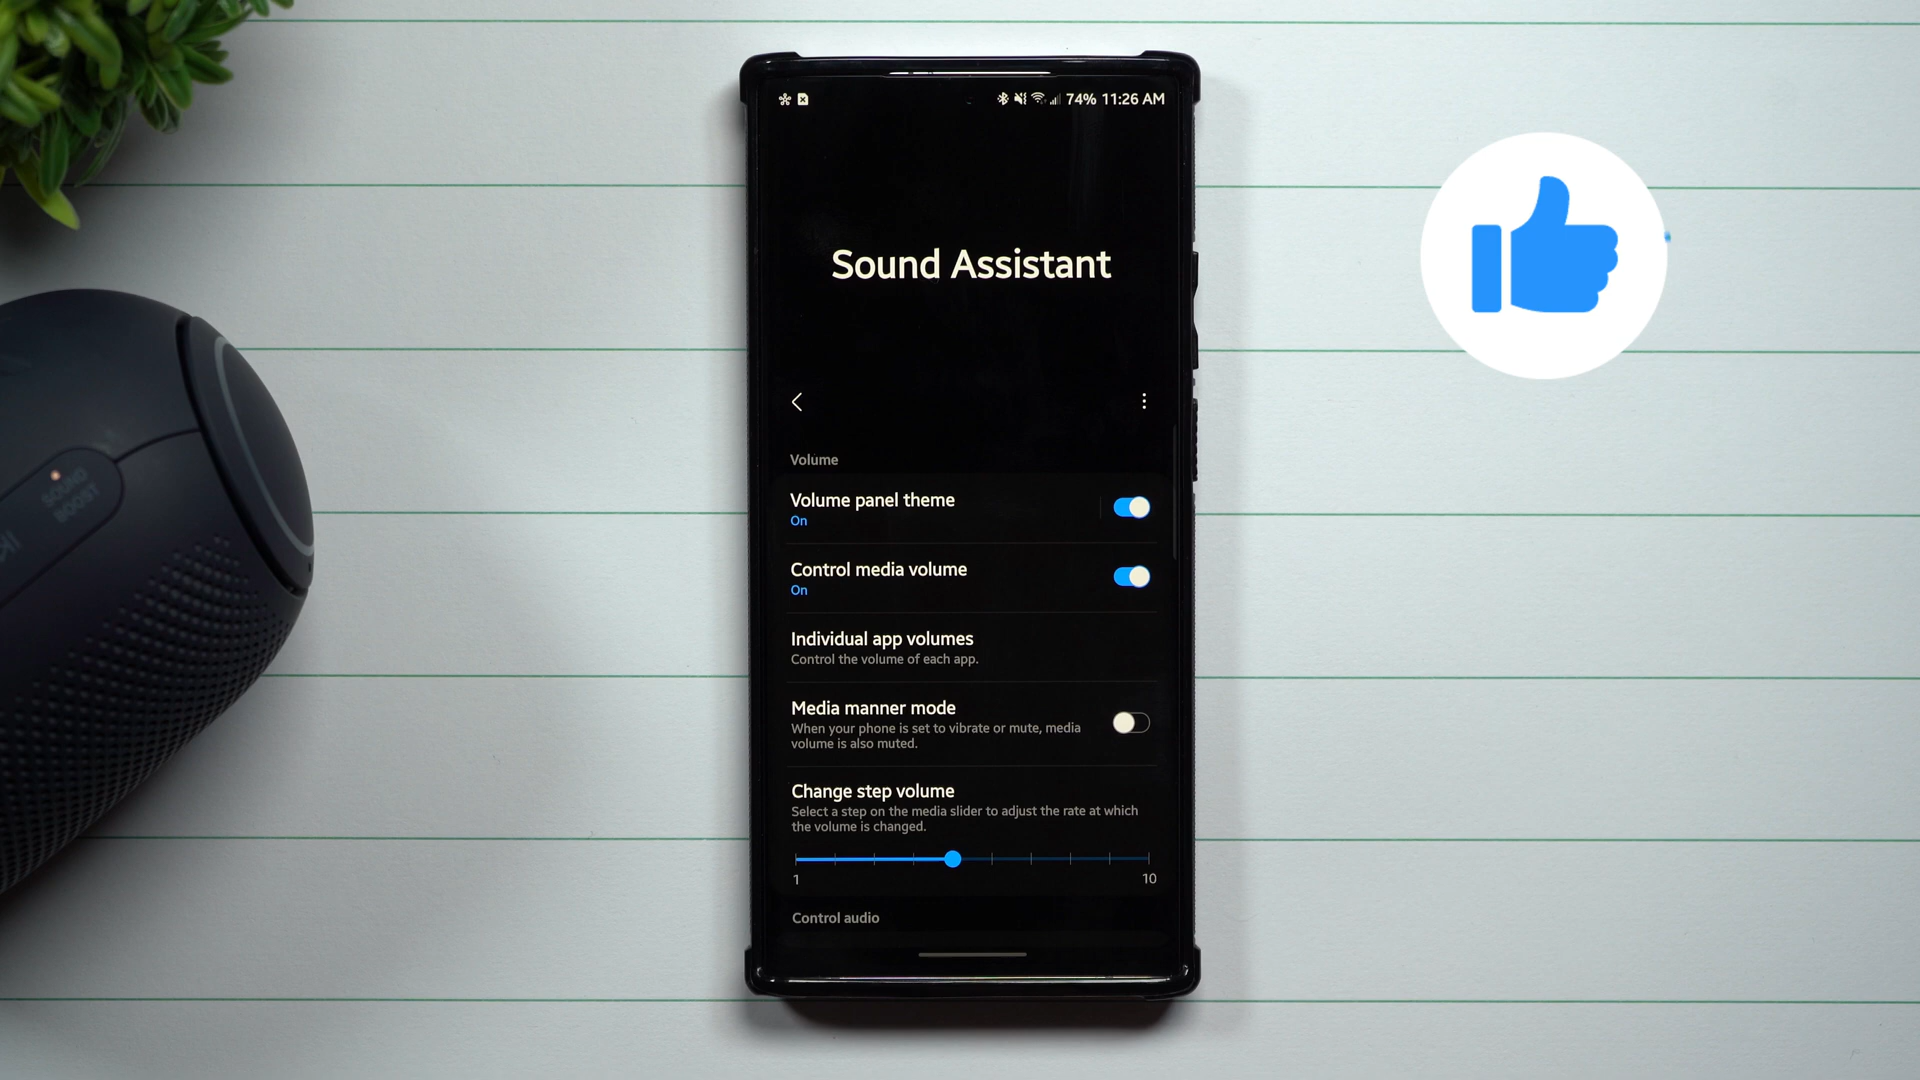 74% 11:26 AM
Sound Assistant
Volume
Volume panel theme
On
Control media volume
On
Individual app volumes
Control the volume of each app.
Media manner mode
When your phone is set to vibrate or mute, media
volume is also muted.
Change step volume
Select a step on the media slider to adjust the rate at which
the volume is changed.
1 10
Control audio
SOUND
BOOST